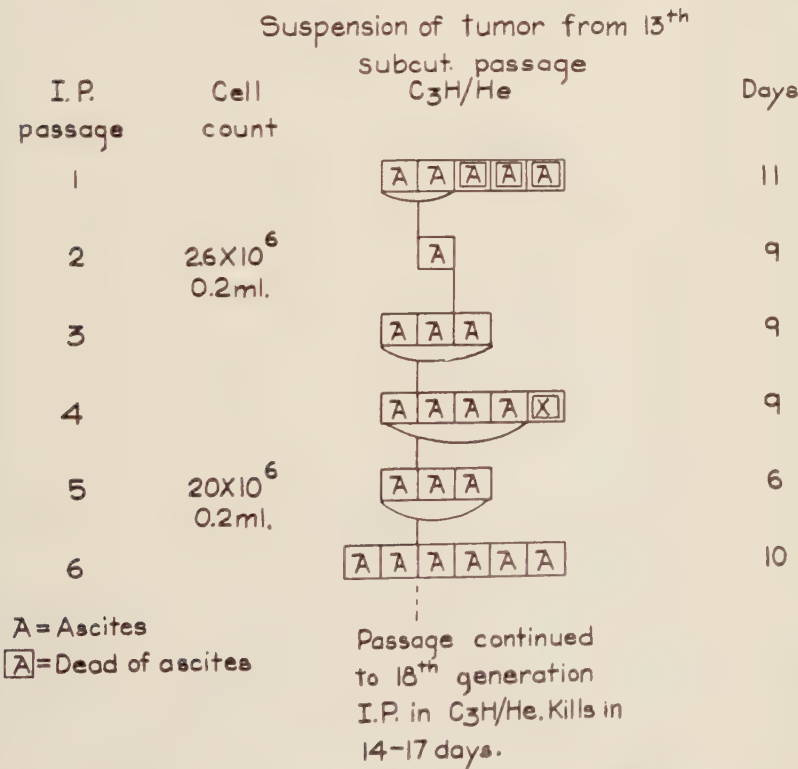 Suspension of tumor from 13th
subcut. passage
I.P. Cell C3H/He Days
passage count
1 A A A A A 11
2 26X10^6 A 9
0.2ml.
3 A A A 9
4 A A A A X 9
5 20X10^6 A A A 6
0.2ml.
6 A A A A A A 10
A = Ascites
A = Dead of ascites
Passage continued
to 18th generation
I.P. in C3H/He. Kills in
14-17 days.